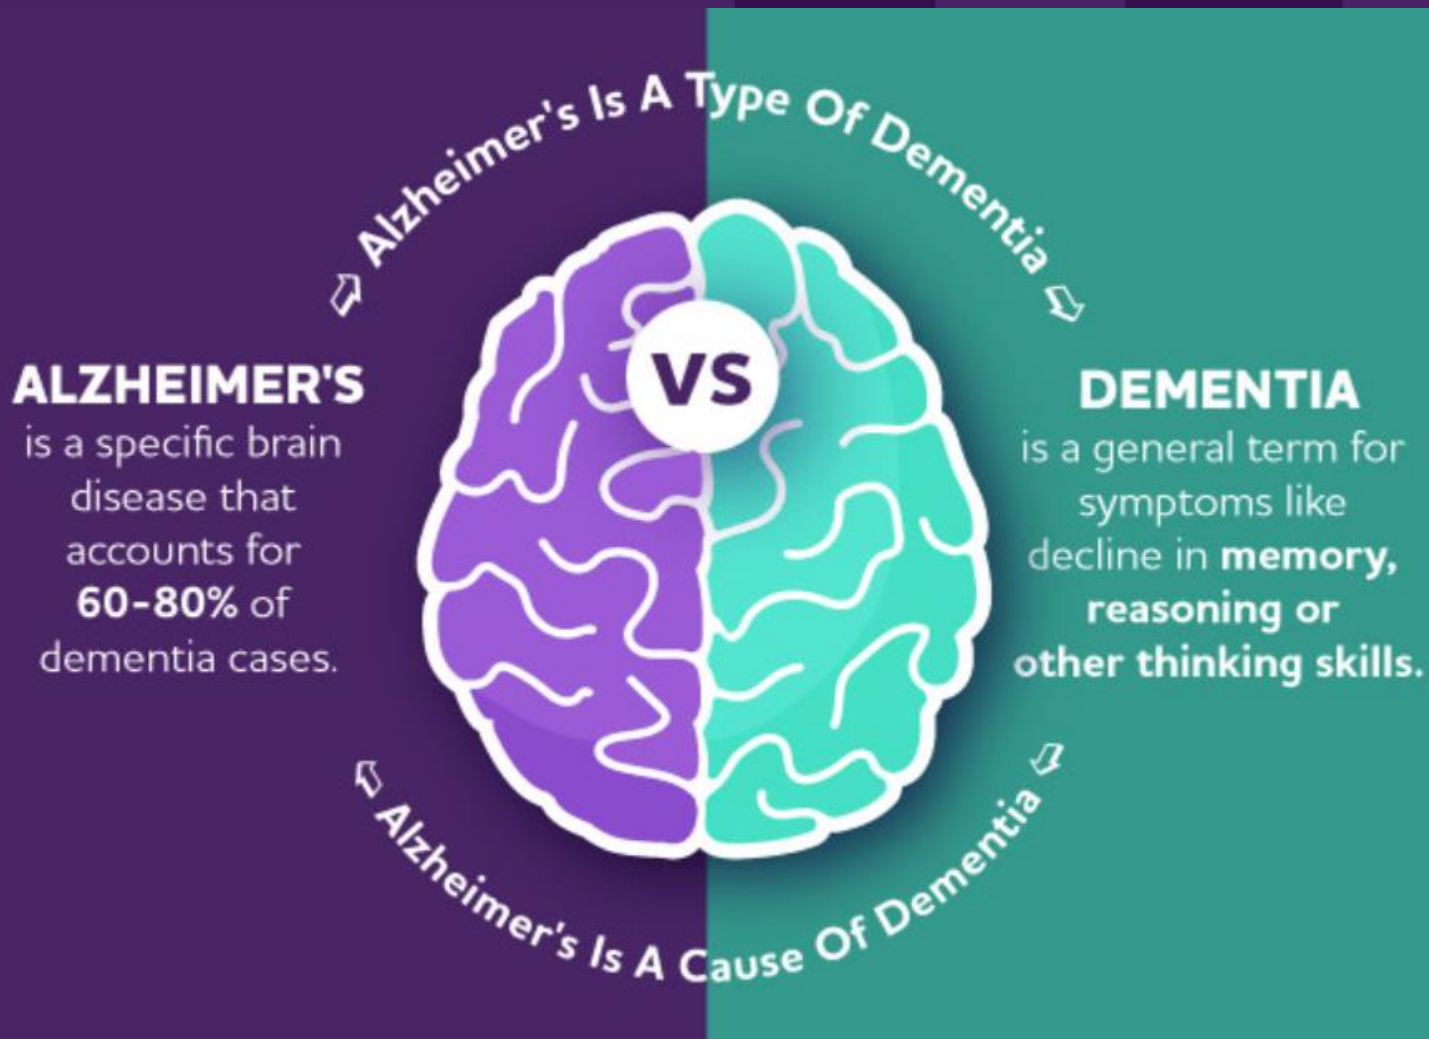 Alzheimer's Is A Type Of Dementia
VS
ALZHEIMER'S
is a specific brain
disease that
accounts for
60-80% of
dementia cases.
DEMENTIA
is a general term for
symptoms like
decline in memory,
reasoning or
other thinking skills.
Alzheimer's Is A Cause Of Dementia